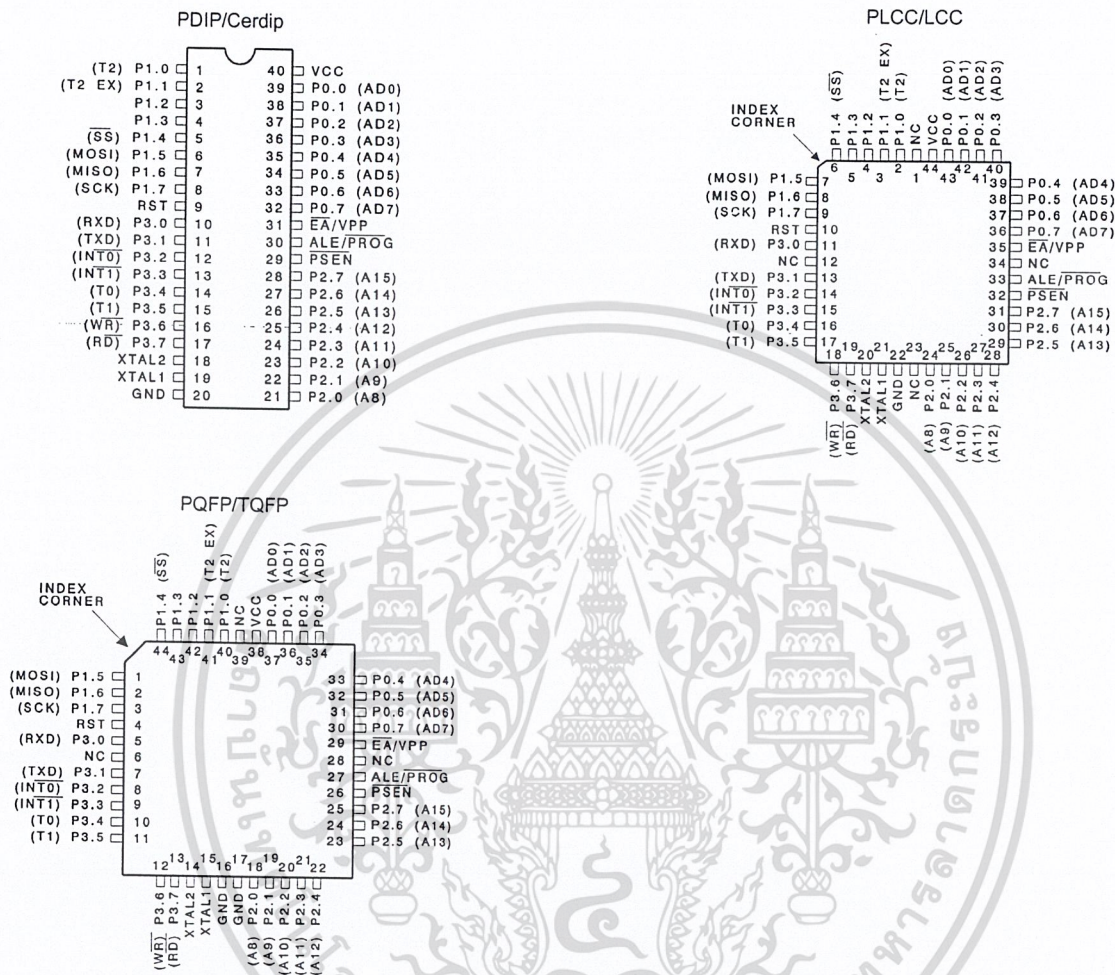 PDIP/Cerdip
(T2) P1.0 1 40 VCC
(T2 EX) P1.1 2 39 P0.0 (AD0)
P1.2 3 38 P0.1 (AD1)
P1.3 4 37 P0.2 (AD2)
(SS) P1.4 5 36 P0.3 (AD3)
(MOSI) P1.5 6 35 P0.4 (AD4)
(MISO) P1.6 7 34 P0.5 (AD5)
(SCK) P1.7 8 33 P0.6 (AD6)
RST 9 32 P0.7 (AD7)
(RXD) P3.0 10 31 EA/VPP
(TXD) P3.1 11 30 ALE/PROG
(INT0) P3.2 12 29 PSEN
(INT1) P3.3 13 28 P2.7 (A15)
(T0) P3.4 14 27 P2.6 (A14)
(T1) P3.5 15 26 P2.5 (A13)
(WR) P3.6 16 25 P2.4 (A12)
(RD) P3.7 17 24 P2.3 (A11)
XTAL2 18 23 P2.2 (A10)
XTAL1 19 22 P2.1 (A9)
GND 20 21 P2.0 (A8)
PLCC/LCC
INDEX
CORNER
P1.4 (SS)
P1.3
P1.2
P1.1 (T2 EX)
P1.0 (T2)
NC
VCC
P0.0 (AD0)
P0.1 (AD1)
P0.2 (AD2)
P0.3 (AD3)
6 5 4 3 2 1 44 43 42 41 40
(MOSI) P1.5 7 39 P0.4 (AD4)
(MISO) P1.6 8 38 P0.5 (AD5)
(SCK) P1.7 9 37 P0.6 (AD6)
RST 10 36 P0.7 (AD7)
(RXD) P3.0 11 35 EA/VPP
NC 12 34 NC
(TXD) P3.1 13 33 ALE/PROG
(INT0) P3.2 14 32 PSEN
(INT1) P3.3 15 31 P2.7 (A15)
(T0) P3.4 16 30 P2.6 (A14)
(T1) P3.5 17 29 P2.5 (A13)
18 19 20 21 22 23 24 25 26 27 28
(WR) P3.6
(RD) P3.7
XTAL2
XTAL1
GND
NC
(A8) P2.0
(A9) P2.1
(A10) P2.2
(A11) P2.3
(A12) P2.4
PQFP/TQFP
INDEX
CORNER
P1.4 (SS)
P1.3
P1.2
P1.1 (T2 EX)
P1.0 (T2)
NC
VCC
P0.0 (AD0)
P0.1 (AD1)
P0.2 (AD2)
P0.3 (AD3)
44 43 42 41 40 39 38 37 36 35 34
(MOSI) P1.5 1 33 P0.4 (AD4)
(MISO) P1.6 2 32 P0.5 (AD5)
(SCK) P1.7 3 31 P0.6 (AD6)
RST 4 30 P0.7 (AD7)
(RXD) P3.0 5 29 EA/VPP
NC 6 28 NC
(TXD) P3.1 7 27 ALE/PROG
(INT0) P3.2 8 26 PSEN
(INT1) P3.3 9 25 P2.7 (A15)
(T0) P3.4 10 24 P2.6 (A14)
(T1) P3.5 11 23 P2.5 (A13)
12 13 14 15 16 17 18 19 20 21 22
(WR) P3.6
(RD) P3.7
XTAL2
XTAL1
GND
GND
(A8) P2.0
(A9) P2.1
(A10) P2.2
(A11) P2.3
(A12) P2.4
ทหารลาดกระบัง